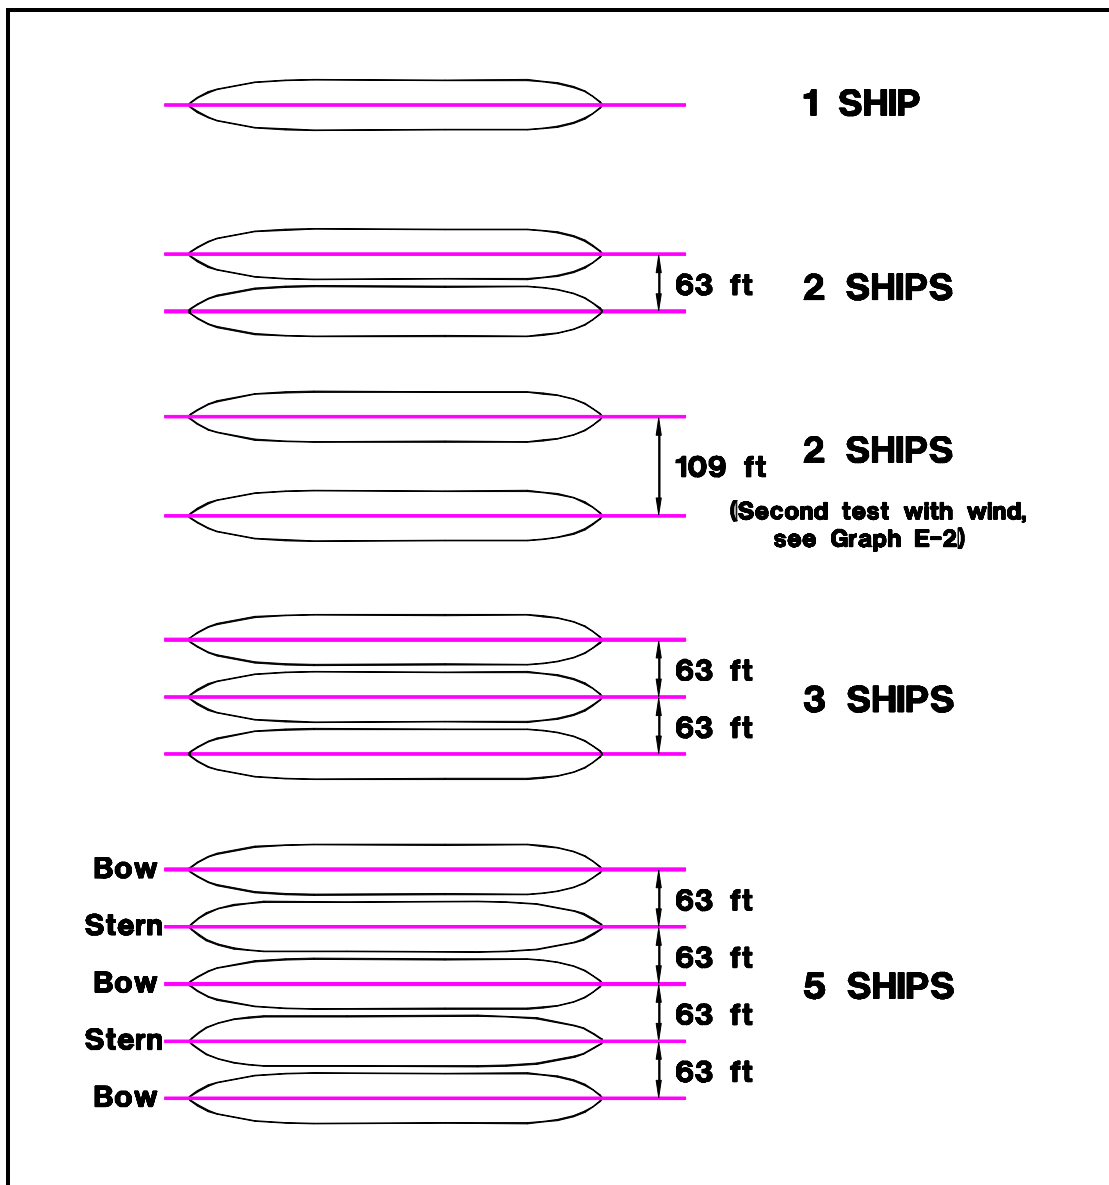 1 SHIP
63 ft
2 SHIPS
109 ft
2 SHIPS
(Second test with wind,
see Graph E-2)
63 ft
63 ft
3 SHIPS
Bow
63 ft
Stern
63 ft
Bow
5 SHIPS
63 ft
Stern
63 ft
Bow